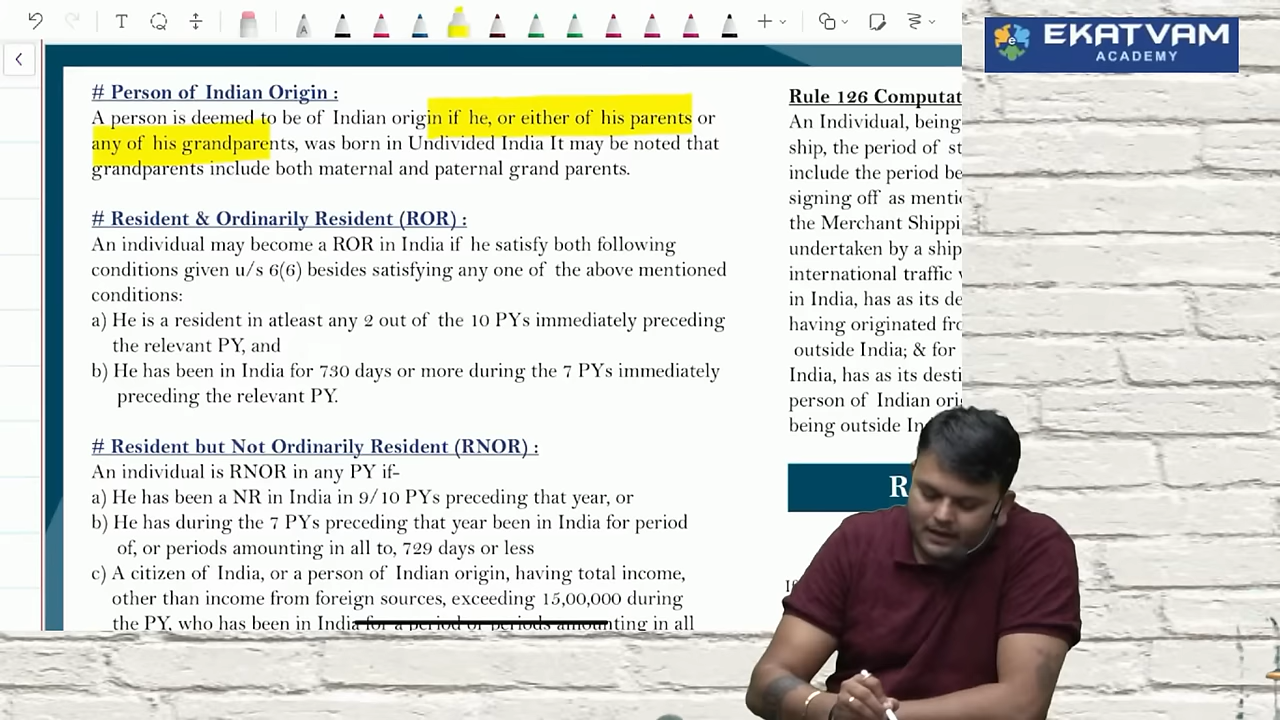 EKATVAM
ACADEMY
# Person of Indian Origin :
A person is deemed to be of Indian origin if he, or either of his parents or
any of his grandparents, was born in Undivided India It may be noted that
grandparents include both maternal and paternal grand parents.
# Resident & Ordinarily Resident (ROR) :
An individual may become a ROR in India if he satisfy both following
conditions given u/s 6(6) besides satisfying any one of the above mentioned
conditions:
a) He is a resident in atleast any 2 out of the 10 PYs immediately preceding
the relevant PY, and
b) He has been in India for 730 days or more during the 7 PYs immediately
preceding the relevant PY.
# Resident but Not Ordinarily Resident (RNOR) :
An individual is RNOR in any PY if-
a) He has been a NR in India in 9/10 PYs preceding that year, or
b) He has during the 7 PYs preceding that year been in India for period
of, or periods amounting in all to, 729 days or less
c) A citizen of India, or a person of Indian origin, having total income,
other than income from foreign sources, exceeding 15,00,000 during
the PY, who has been in India for a period or periods amounting in all
Rule 126 Computat
An Individual, being
ship, the period of st
include the period be
signing off as mentio
the Merchant Shippi
undertaken by a ship
international traffic
in India, has as its de
having originated fro
outside India; & for
India, has as its desti
person of Indian ori
being outside In
R